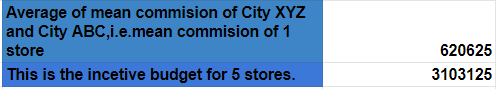 Average of mean commision of City XYZ
and City ABC,i.e.mean commision of 1
store 620625
This is the incetive budget for 5 stores. 3103125